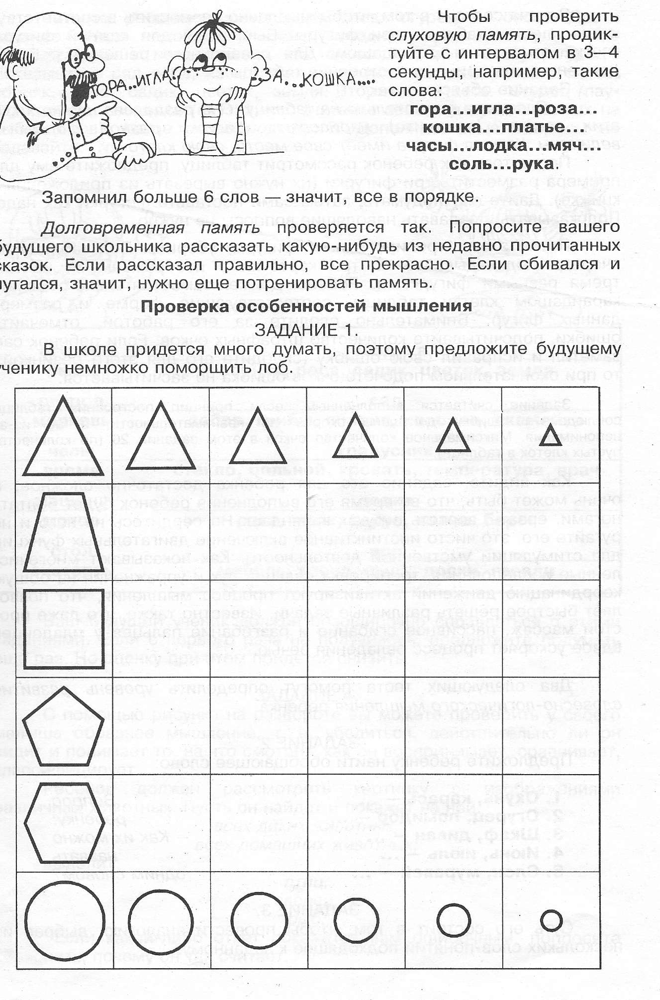 Чтобы проверить
слуховую память, продик-
туйте с интервалом в 3—4
секунды, например, такие
слова:
гора...игла...роза...
кошка...платье...
часы...лодка...мяч...
соль...рука.
ГОРА..ИГЛА.
?ЗА...КОШКА....
Запомнил больше 6 слов — значит, все в порядке.
Долговременная память проверяется так. Попросите вашего
будущего школьника рассказать какую-нибудь из недавно прочитанных
сказок. Если рассказал правильно, все прекрасно. Если сбивался и
путался, значит, нужно еще потренировать память.
Проверка особенностей мышления
ЗАДАНИЕ 1.
В школе придется много думать, поэтому предложите будущему
ученику немножко поморщить лоб.